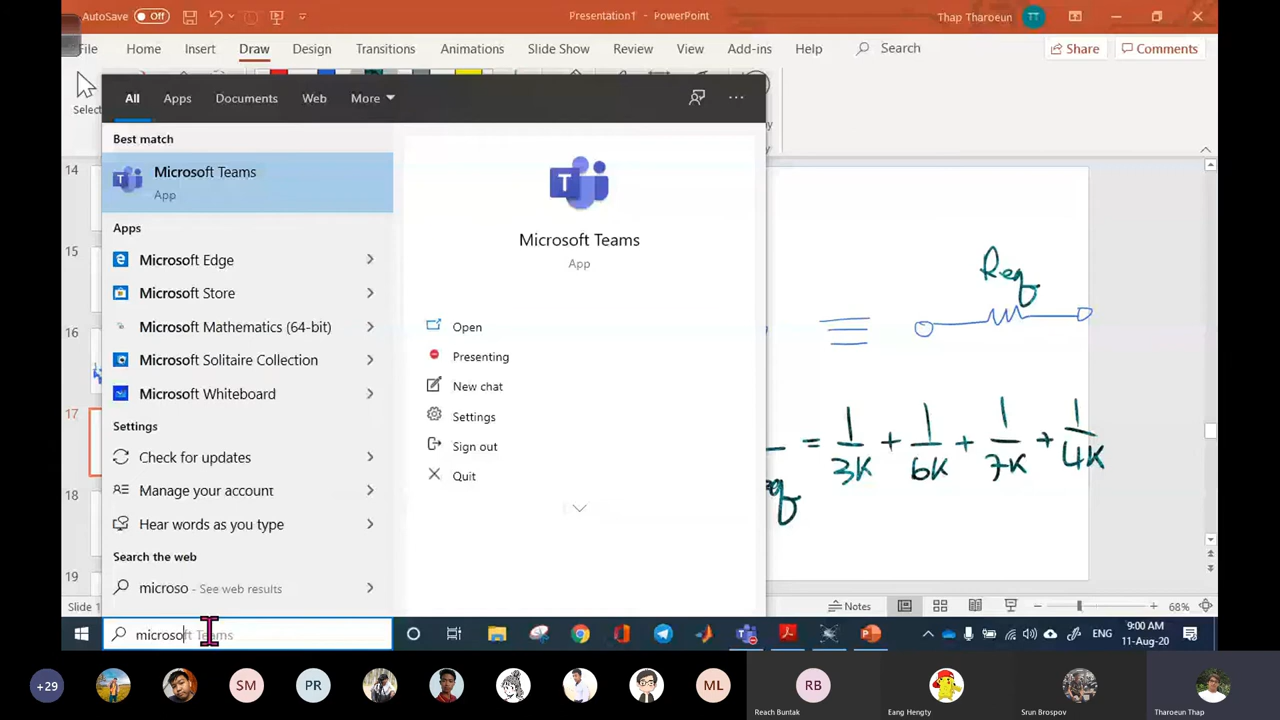 AutoSave Off
Presentation1 - PowerPoint
Thap Tharoeun TT
File Home Insert Draw Design Transitions Animations Slide Show Review View Add-ins Help Search Share Comments
Select
All Apps Documents Web More
Best match
Microsoft Teams
App
Apps
Microsoft Edge
Microsoft Store
Microsoft Mathematics (64-bit)
Microsoft Solitaire Collection
Microsoft Whiteboard
Settings
Check for updates
Manage your account
Hear words as you type
Search the web
microso - See web results
microsoft Teams
T
Microsoft Teams
App
Open
Presenting
New chat
Settings
Sign out
Quit
14
15
16
17
18
19
Req
= 1/3K + 1/6K + 1/7K + 1/4K
Slide 1
Notes
68%
ENG
9:00 AM
11-Aug-20
+29
SM
PR
ML
RB
Reach Buntak
Eang Hengty
Srun Brospov
Tharoeun Thap